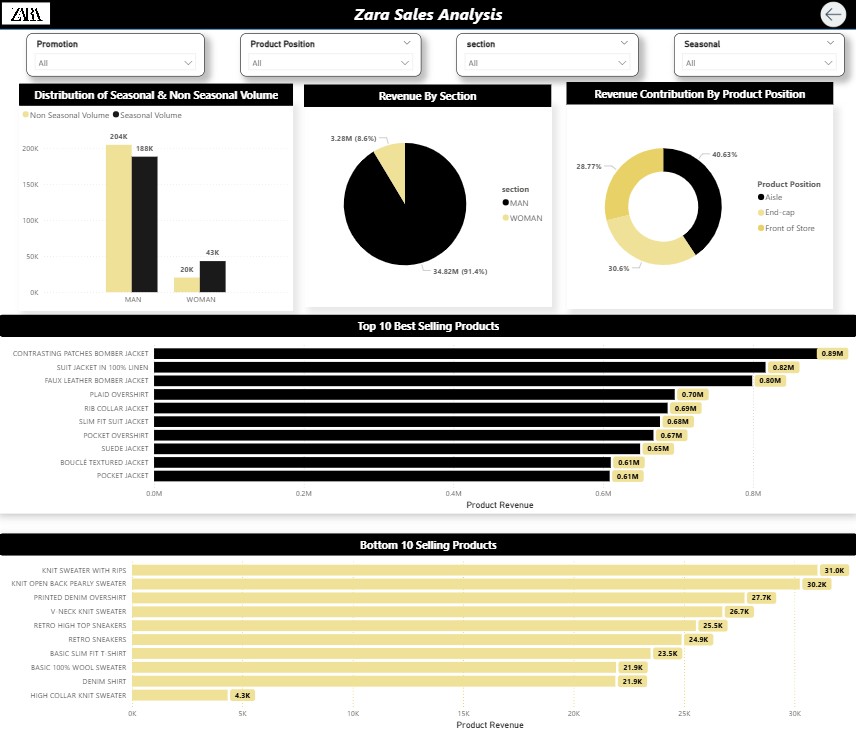 ZARA
Zara Sales Analysis
Promotion
All
Product Position
All
section
All
Seasonal
All
Distribution of Seasonal & Non Seasonal Volume
Non Seasonal Volume
Seasonal Volume
200K
150K
100K
50K
0K
204K
188K
20K
43K
MAN
WOMAN
Revenue By Section
3.28M (8.6%)
34.82M (91.4%)
section
MAN
WOMAN
Revenue Contribution By Product Position
28.77%
40.63%
30.6%
Product Position
Aisle
End-cap
Front of Store
Top 10 Best Selling Products
CONTRASTING PATCHES BOMBER JACKET 0.89M
SUIT JACKET IN 100% LINEN 0.82M
FAUX LEATHER BOMBER JACKET 0.80M
PLAID OVERSHIRT 0.70M
RIB COLLAR JACKET 0.69M
SLIM FIT SUIT JACKET 0.68M
POCKET OVERSHIRT 0.67M
SUEDE JACKET 0.65M
BOUCLÉ TEXTURED JACKET 0.61M
POCKET JACKET 0.61M
0.0M 0.2M 0.4M 0.6M 0.8M
Product Revenue
Bottom 10 Selling Products
KNIT SWEATER WITH RIPS 31.0K
KNIT OPEN BACK PEARLY SWEATER 30.2K
PRINTED DENIM OVERSHIRT 27.7K
V-NECK KNIT SWEATER 26.7K
RETRO HIGH TOP SNEAKERS 25.5K
RETRO SNEAKERS 24.9K
BASIC SLIM FIT T-SHIRT 23.5K
BASIC 100% WOOL SWEATER 21.9K
DENIM SHIRT 21.9K
HIGH COLLAR KNIT SWEATER 4.3K
0K 5K 10K 15K 20K 25K 30K
Product Revenue